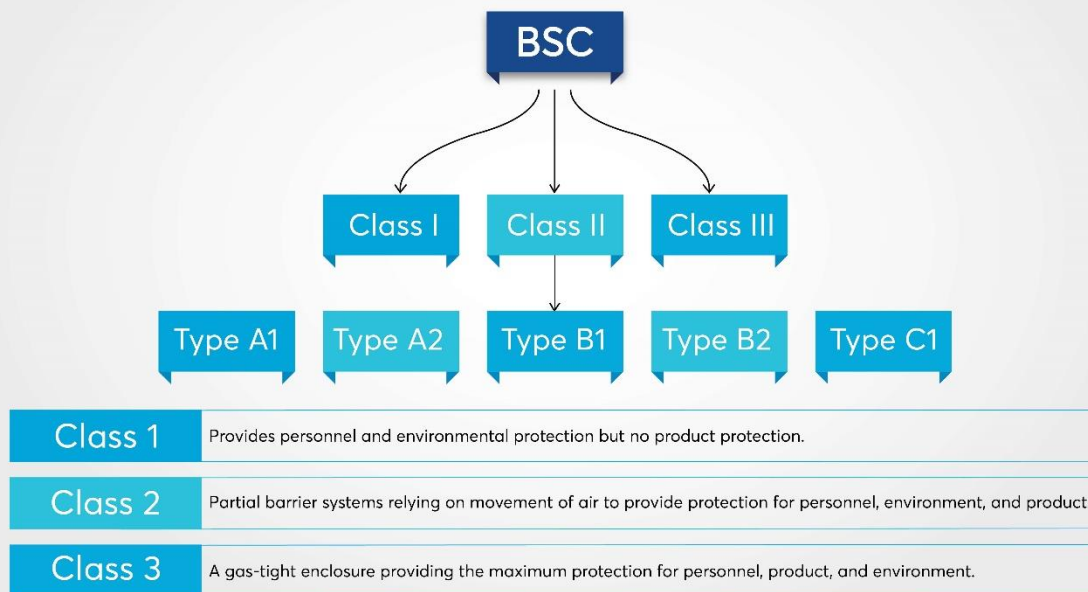 BSC
Class I
Class II
Class III
Type A1
Type A2
Type B1
Type B2
Type C1
Class 1
Provides personnel and environmental protection but no product protection.
Class 2
Partial barrier systems relying on movement of air to provide protection for personnel, environment, and product
Class 3
A gas-tight enclosure providing the maximum protection for personnel, product, and environment.